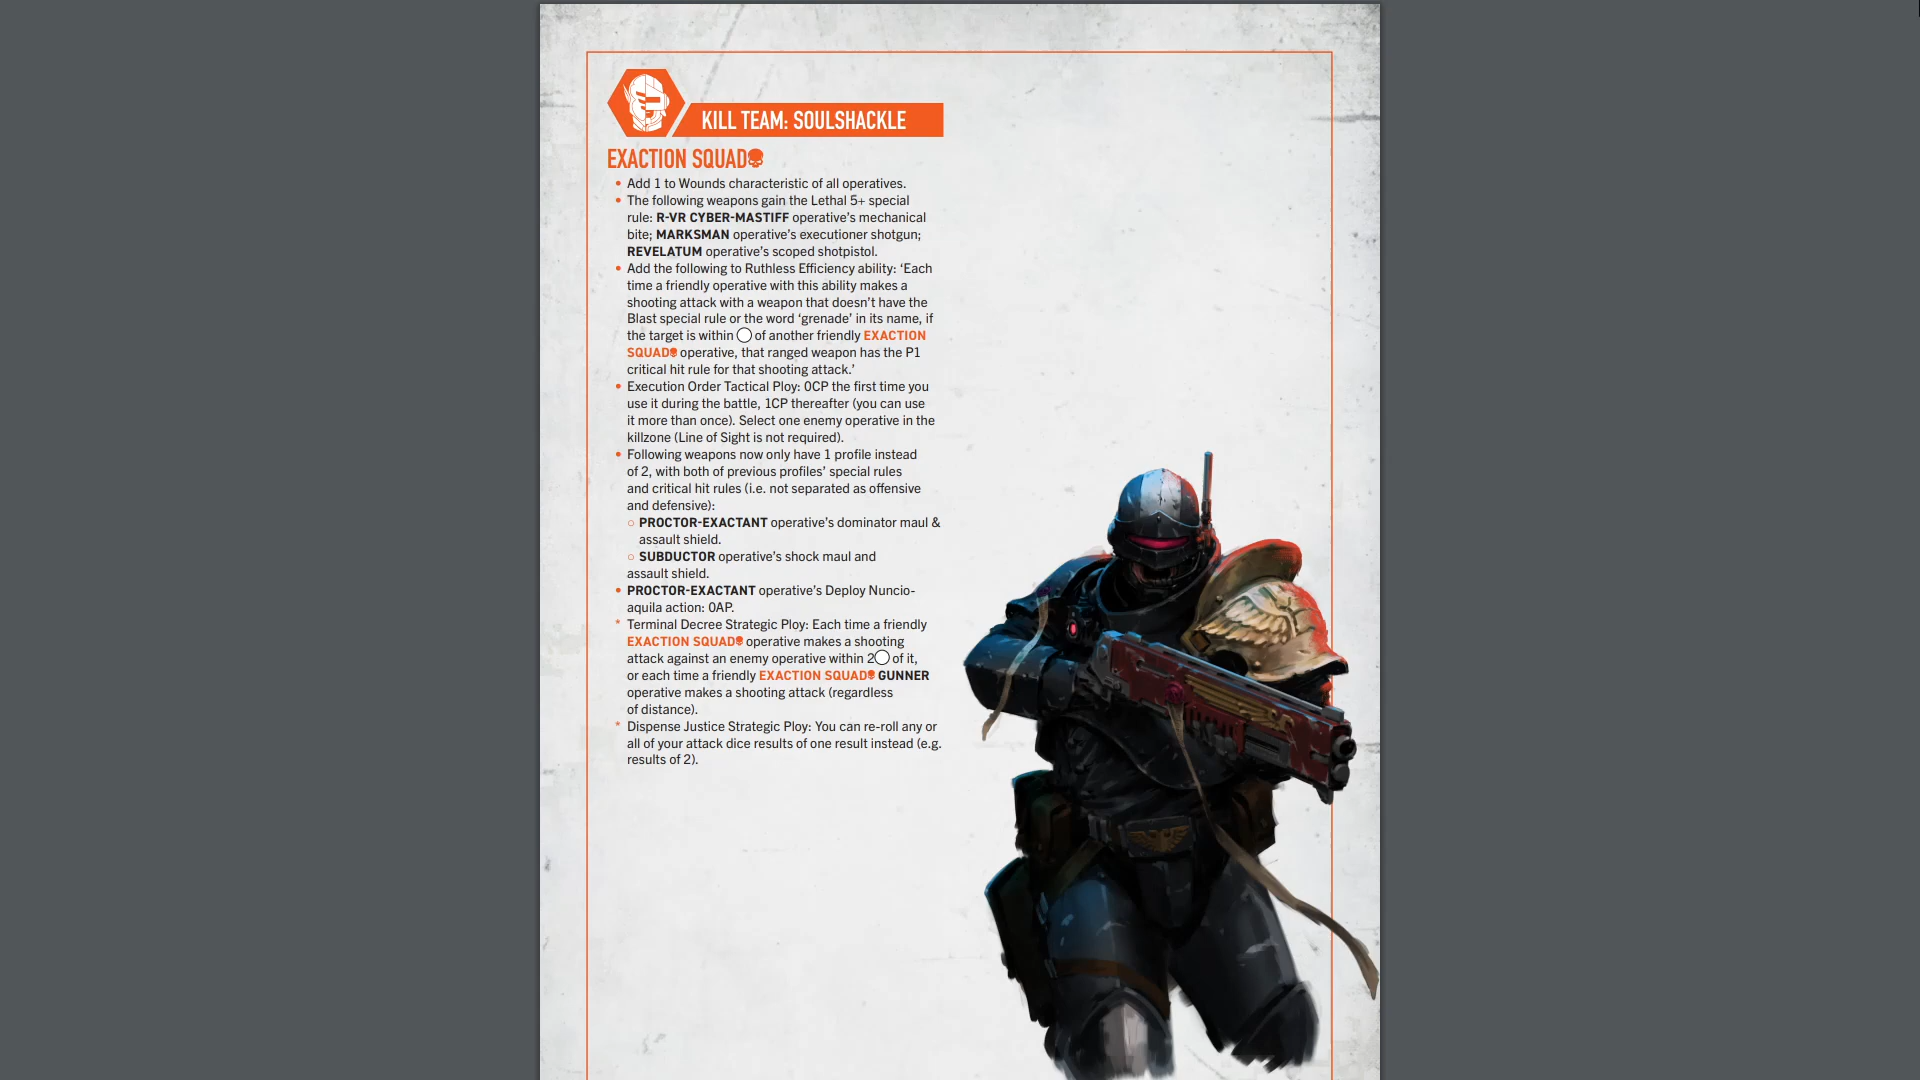 KILL TEAM: SOULSHACKLE
EXACTION SQUAD
• Add 1 to Wounds characteristic of all operatives.
• The following weapons gain the Lethal 5+ special
rule: R-VR CYBER-MASTIFF operative's mechanical
bite; MARKSMAN operative's executioner shotgun;
REVELATUM operative's scoped shotpistol.
• Add the following to Ruthless Efficiency ability: 'Each
time a friendly operative with this ability makes a
shooting attack with a weapon that doesn't have the
Blast special rule or the word 'grenade' in its name, if
the target is within ◯ of another friendly EXACTION
SQUAD operative, that ranged weapon has the P1
critical hit rule for that shooting attack.'
• Execution Order Tactical Ploy: 0CP the first time you
use it during the battle, 1CP thereafter (you can use
it more than once). Select one enemy operative in the
killzone (Line of Sight is not required).
• Following weapons now only have 1 profile instead
of 2, with both of previous profiles' special rules
and critical hit rules (i.e. not separated as offensive
and defensive):
○ PROCTOR-EXACTANT operative's dominator maul &
assault shield.
○ SUBDUCTOR operative's shock maul and
assault shield.
• PROCTOR-EXACTANT operative's Deploy Nuncio-
aquila action: 0AP.
* Terminal Decree Strategic Ploy: Each time a friendly
EXACTION SQUAD operative makes a shooting
attack against an enemy operative within 2◯ of it,
or each time a friendly EXACTION SQUAD GUNNER
operative makes a shooting attack (regardless
of distance).
* Dispense Justice Strategic Ploy: You can re-roll any or
all of your attack dice results of one result instead (e.g.
results of 2).